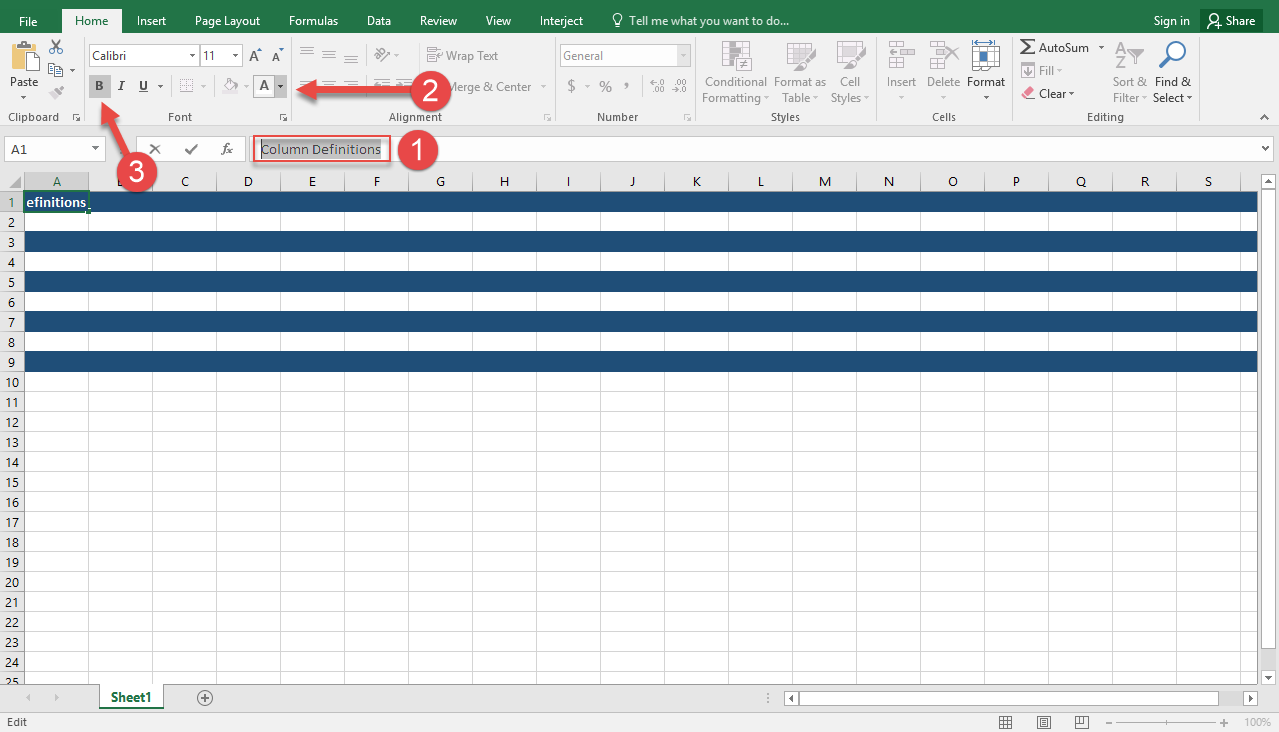 File Home Insert Page Layout Formulas Data Review View Interject Tell me what you want to do... Sign in Share
Calibri 11 A A Wrap Text General AutoSum
Paste B I U A 2 Merge & Center $ % , .0 .00 Conditional Formatting Format as Table Cell Styles Insert Delete Format Fill Clear Sort & Filter Find & Select
Clipboard Font Alignment Number Styles Cells Editing
A1 fx Column Definitions 1
3
A C D E F G H I J K L M N O P Q R S
1 efinitions
2
3
4
5
6
7
8
9
10
11
12
13
14
15
16
17
18
19
20
21
22
23
24
25
Sheet1
Edit 100%